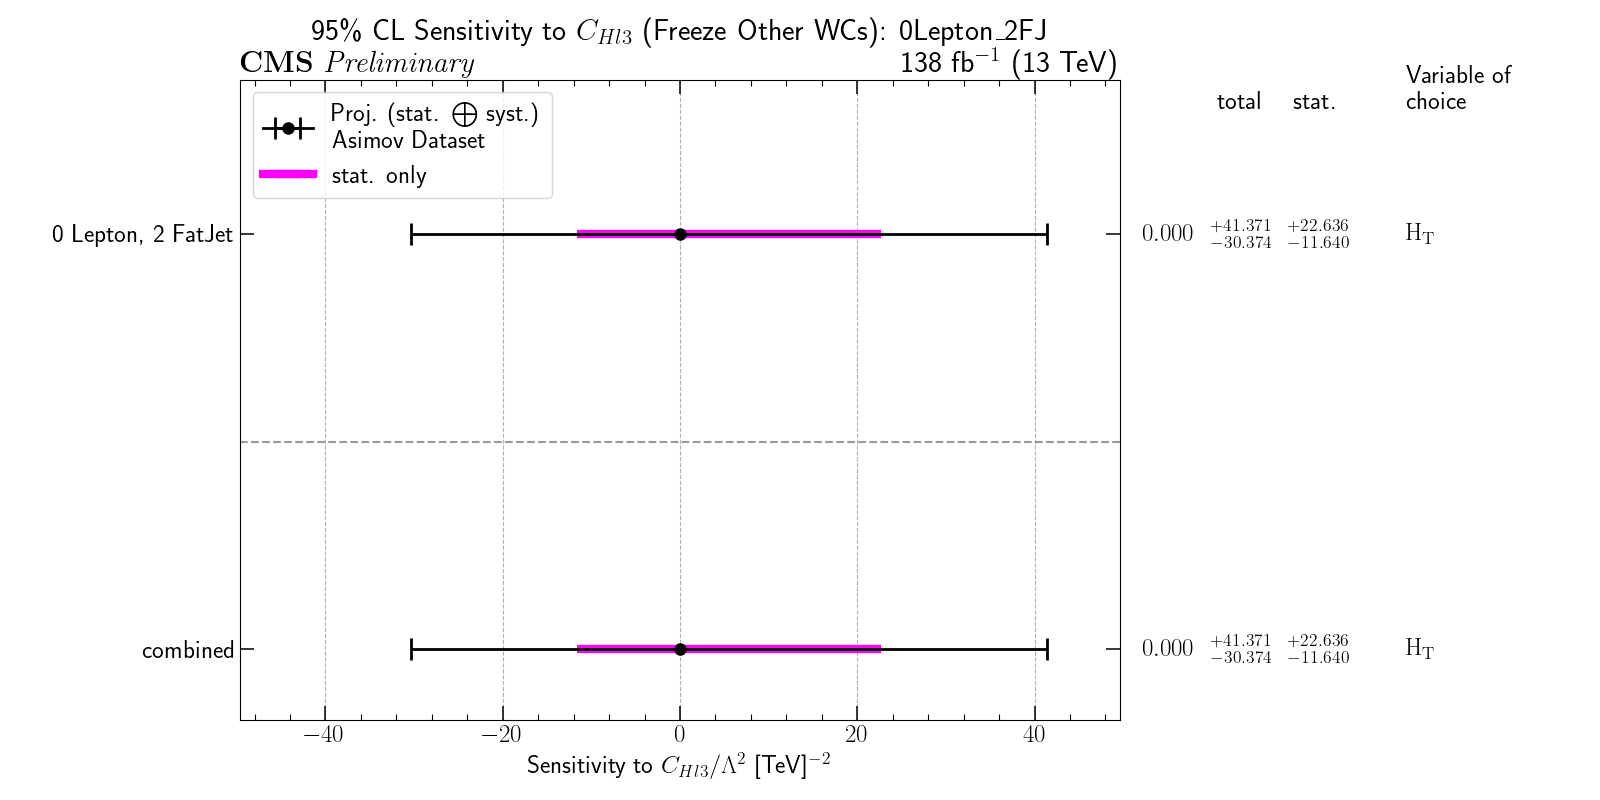 95% CL Sensitivity to C_{Hl3} (Freeze Other WCs): 0Lepton_2FJ
CMS Preliminary
138 fb^{−1} (13 TeV)
Variable of
choice
total stat.
Proj. (stat. ⨁ syst.)
Asimov Dataset
stat. only
0 Lepton, 2 FatJet
0.000 +41.371 −30.374 +22.636 −11.640 H_T
combined
0.000 +41.371 −30.374 +22.636 −11.640 H_T
−40 −20 0 20 40
Sensitivity to C_{Hl3}/Λ^2 [TeV]^{−2}